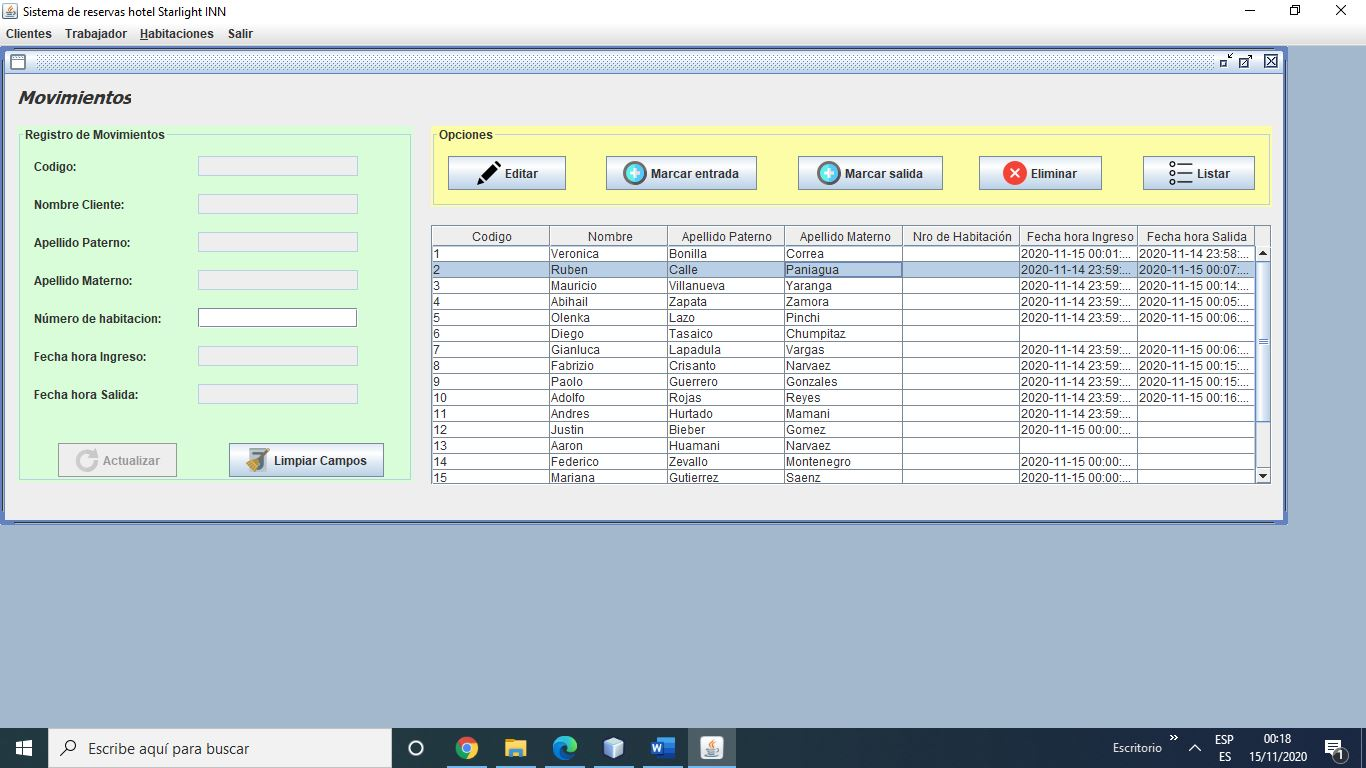 Sistema de reservas hotel Starlight INN
Clientes Trabajador Habitaciones Salir
Movimientos
Registro de Movimientos
Codigo:
Nombre Cliente:
Apellido Paterno:
Apellido Materno:
Número de habitacion:
Fecha hora Ingreso:
Fecha hora Salida:
Actualizar Limpiar Campos
Opciones
Editar Marcar entrada Marcar salida Eliminar Listar
Codigo Nombre Apellido Paterno Apellido Materno Nro de Habitación Fecha hora Ingreso Fecha hora Salida
1 Veronica Bonilla Correa 2020-11-15 00:01:... 2020-11-14 23:58:...
2 Ruben Calle Paniagua 2020-11-14 23:59:... 2020-11-15 00:07:...
3 Mauricio Villanueva Yaranga 2020-11-14 23:59:... 2020-11-15 00:14:...
4 Abihail Zapata Zamora 2020-11-14 23:59:... 2020-11-15 00:05:...
5 Olenka Lazo Pinchi 2020-11-14 23:59:... 2020-11-15 00:06:...
6 Diego Tasaico Chumpitaz
7 Gianluca Lapadula Vargas 2020-11-14 23:59:... 2020-11-15 00:06:...
8 Fabrizio Crisanto Narvaez 2020-11-14 23:59:... 2020-11-15 00:15:...
9 Paolo Guerrero Gonzales 2020-11-14 23:59:... 2020-11-15 00:15:...
10 Adolfo Rojas Reyes 2020-11-14 23:59:... 2020-11-15 00:16:...
11 Andres Hurtado Mamani 2020-11-14 23:59:...
12 Justin Bieber Gomez 2020-11-15 00:00:...
13 Aaron Huamani Narvaez
14 Federico Zevallo Montenegro 2020-11-15 00:00:...
15 Mariana Gutierrez Saenz 2020-11-15 00:00:...
Escribe aquí para buscar
Escritorio
ESP
ES
00:18
15/11/2020
1